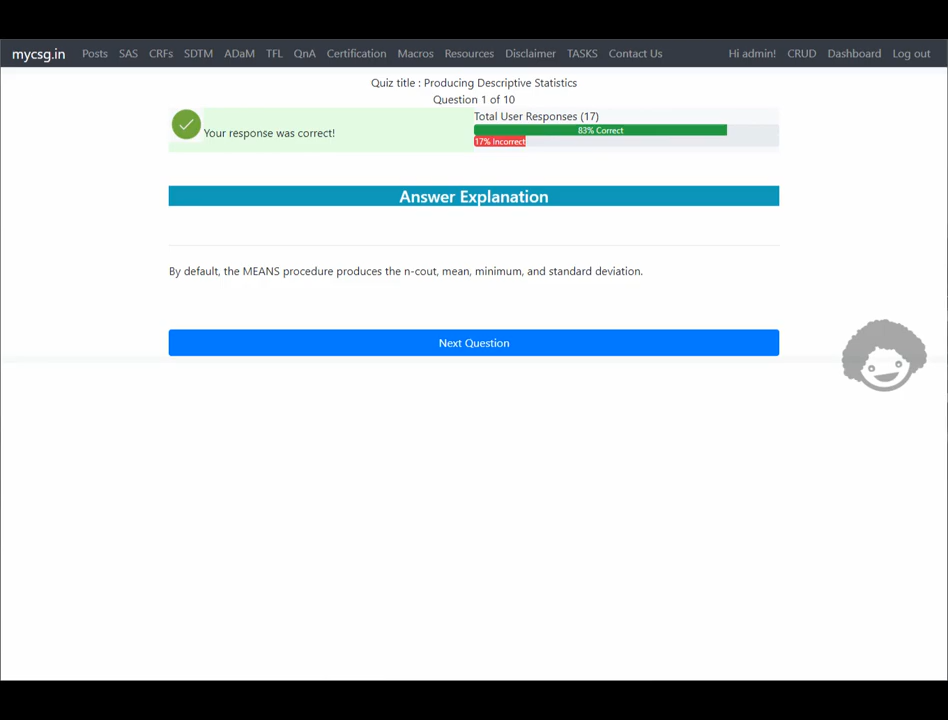 mycsg.in Posts SAS CRFs SDTM ADaM TFL QnA Certification Macros Resources Disclaimer TASKS Contact Us Hi admin! CRUD Dashboard Log out
Quiz title : Producing Descriptive Statistics
Question 1 of 10
Your response was correct!
Total User Responses (17)
83% Correct
17% Incorrect
Answer Explanation
By default, the MEANS procedure produces the n-cout, mean, minimum, and standard deviation.
Next Question